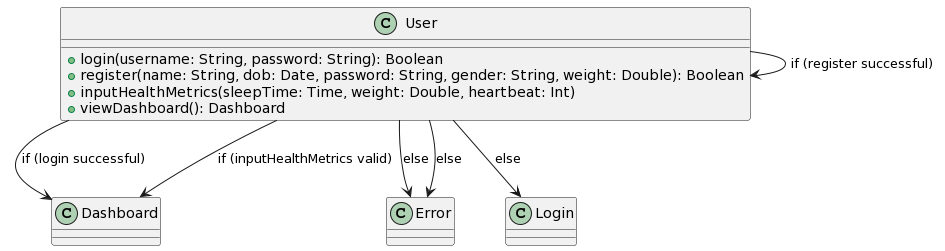 C User
login(username: String, password: String): Boolean
register(name: String, dob: Date, password: String, gender: String, weight: Double): Boolean
inputHealthMetrics(sleepTime: Time, weight: Double, heartbeat: Int)
viewDashboard(): Dashboard
if (register successful)
if (login successful)
if (inputHealthMetrics valid)
else
else
else
C Dashboard
C Error
C Login